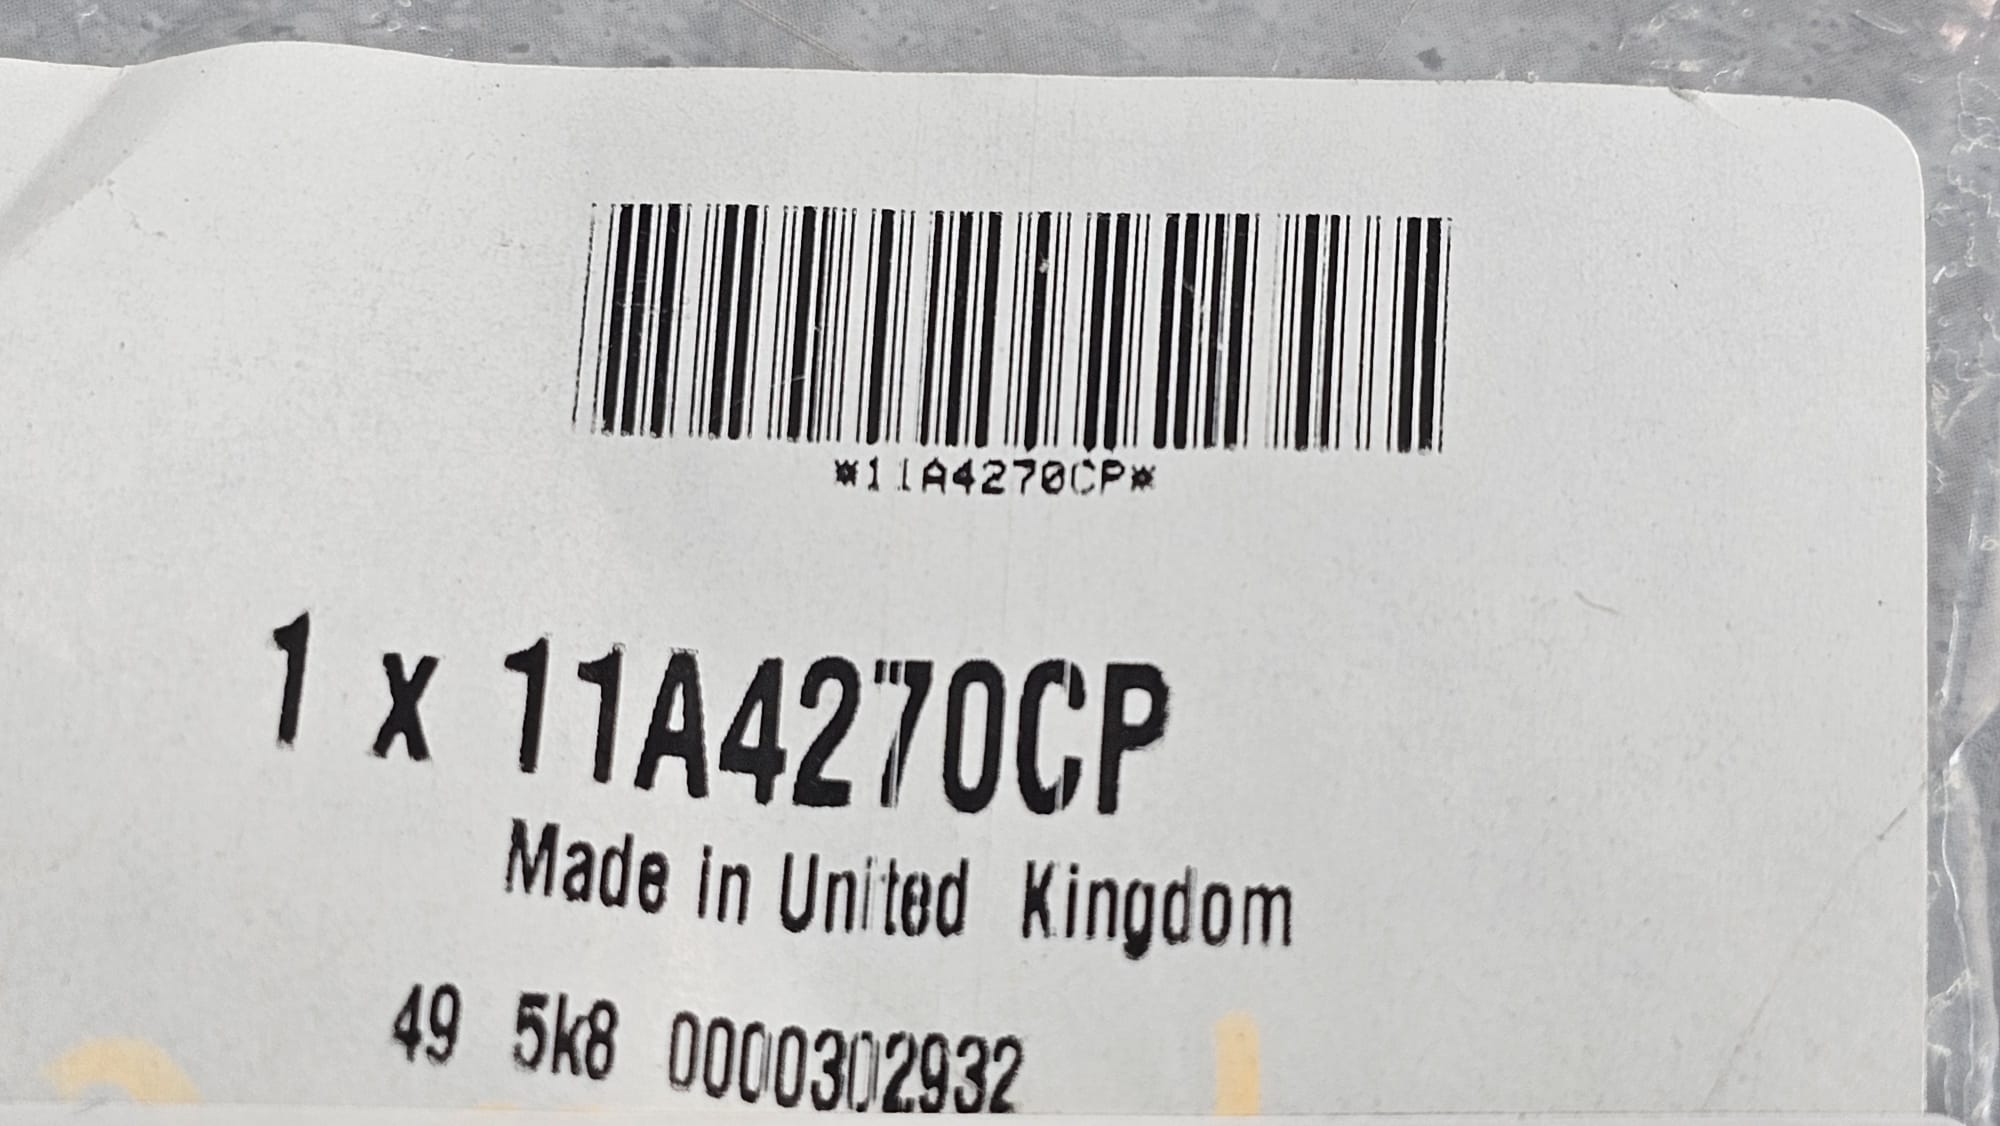 *11A4270CP*
1 x 11A4270CP
Made in United Kingdom
49 5k8 0000302932